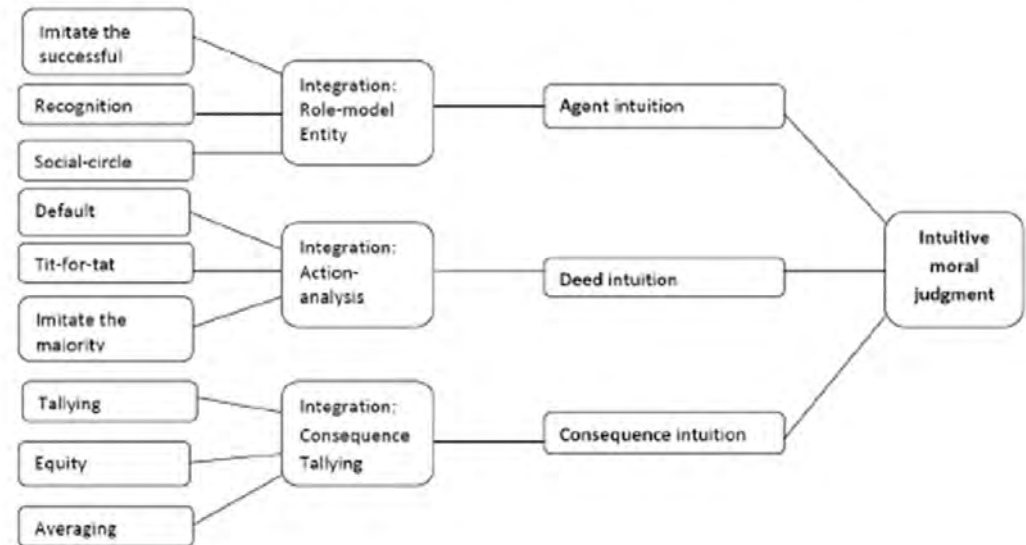 Imitate the
successful
Recognition
Social-circle
Default
Tit-for-tat
Imitate the
majority
Tallying
Equity
Averaging
Integration:
Role-model
Entity
Integration:
Action-
analysis
Integration:
Consequence
Tallying
Agent intuition
Deed intuition
Consequence intuition
Intuitive
moral
judgment